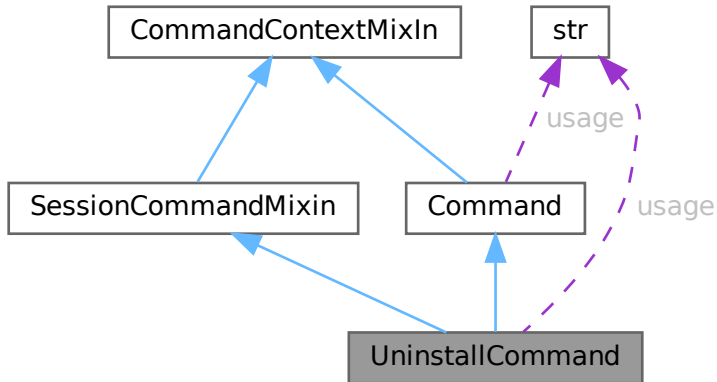 CommandContextMixIn
str
usage
SessionCommandMixin
Command
usage
UninstallCommand